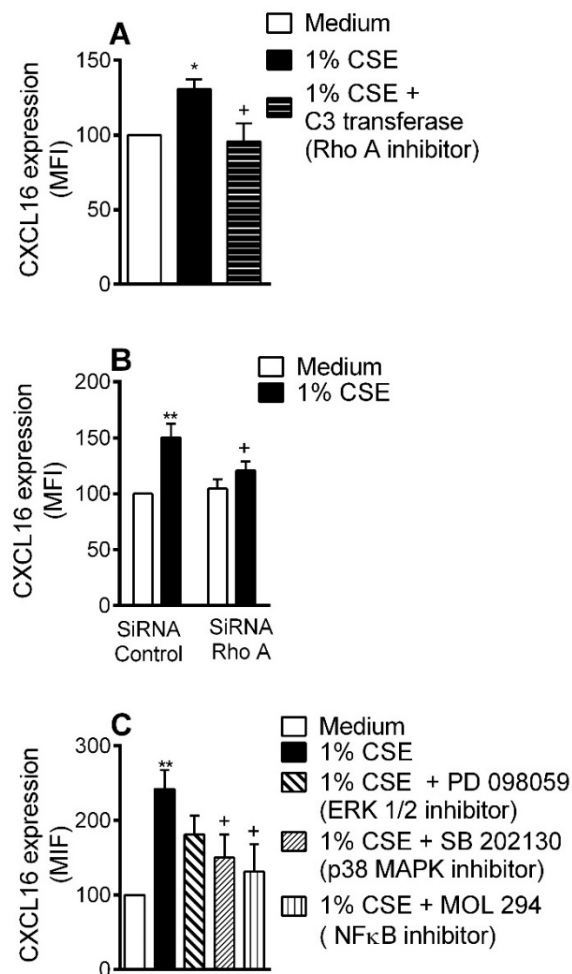 A
Medium
1% CSE
1% CSE +
C3 transferase
(Rho A inhibitor)
CXCL16 expression
(MFI)
150
100
50
0
*
+
B
Medium
1% CSE
CXCL16 expression
(MFI)
200
150
100
50
0
**
+
SiRNA
Control
SiRNA
Rho A
C
Medium
1% CSE
1% CSE + PD 098059
(ERK 1/2 inhibitor)
1% CSE + SB 202130
(p38 MAPK inhibitor)
1% CSE + MOL 294
( NFκB inhibitor)
CXCL16 expression
(MIF)
300
200
100
0
**
+
+